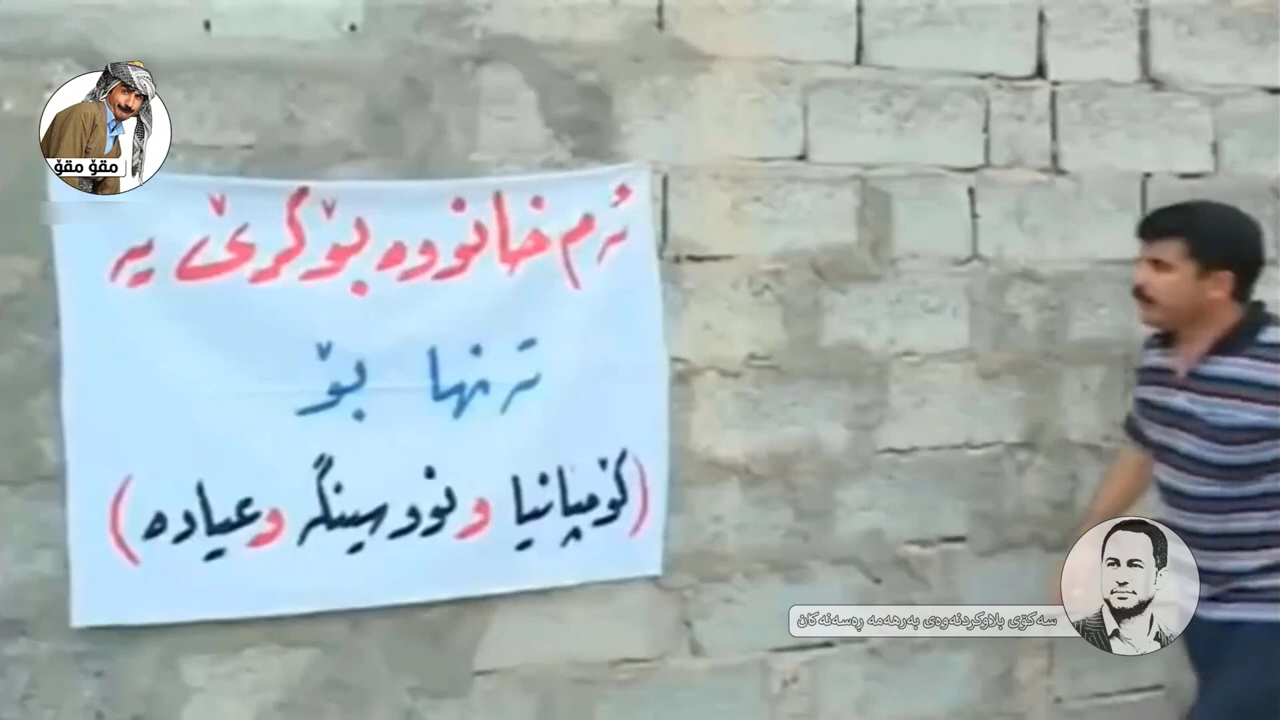 مقۆ مقۆ
ئەم خانووە بۆ کرێ یە
تەنها بۆ
(کۆمپانیا و نووسینگە و عیادە)
سەکۆی بڵاوکردنەوەی بەرهەمە ڕەسەنەکان